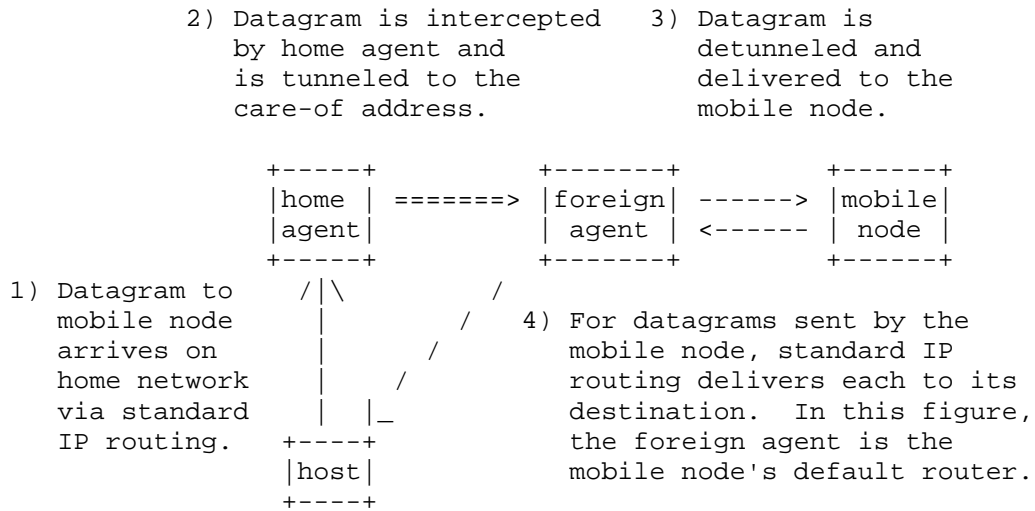 2) Datagram is intercepted
by home agent and
is tunneled to the
care-of address.
3) Datagram is
detunneled and
delivered to the
mobile node.
home
agent
foreign
agent
mobile
node
1) Datagram to
mobile node
arrives on
home network
via standard
IP routing.
4) For datagrams sent by the
mobile node, standard IP
routing delivers each to its
destination. In this figure,
the foreign agent is the
mobile node's default router.
host